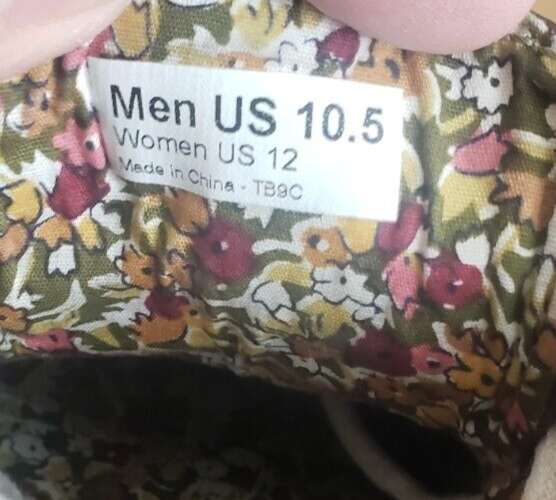 Men US 10.5
Women US 12
Made in China - TB9C